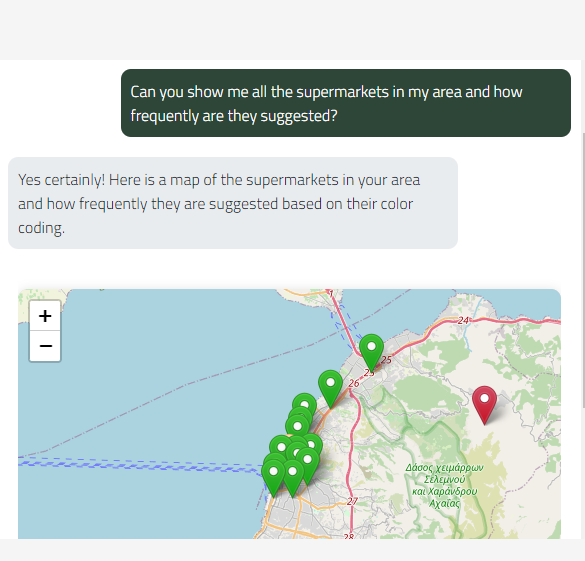 Can you show me all the supermarkets in my area and how
frequently are they suggested?
Yes certainly! Here is a map of the supermarkets in your area
and how frequently they are suggested based on their color
coding.
+
−
24
25
25
26
Δάσος χειμάρρων
Σελεμνού
και Χαράνδρου
Αχαΐας
27
28